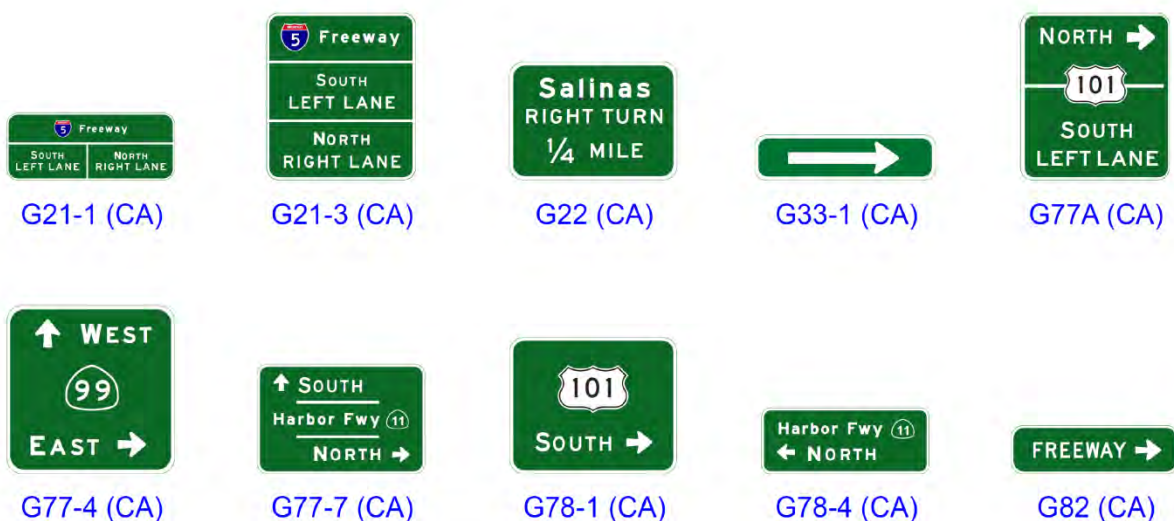 5 Freeway
SOUTH LEFT LANE
NORTH RIGHT LANE
G21-1 (CA)
5 Freeway
SOUTH
LEFT LANE
NORTH
RIGHT LANE
G21-3 (CA)
Salinas
RIGHT TURN
1/4 MILE
G22 (CA)
G33-1 (CA)
NORTH
101
SOUTH
LEFT LANE
G77A (CA)
WEST
99
EAST
G77-4 (CA)
SOUTH
Harbor Fwy 11
NORTH
G77-7 (CA)
101
SOUTH
G78-1 (CA)
Harbor Fwy 11
NORTH
G78-4 (CA)
FREEWAY
G82 (CA)